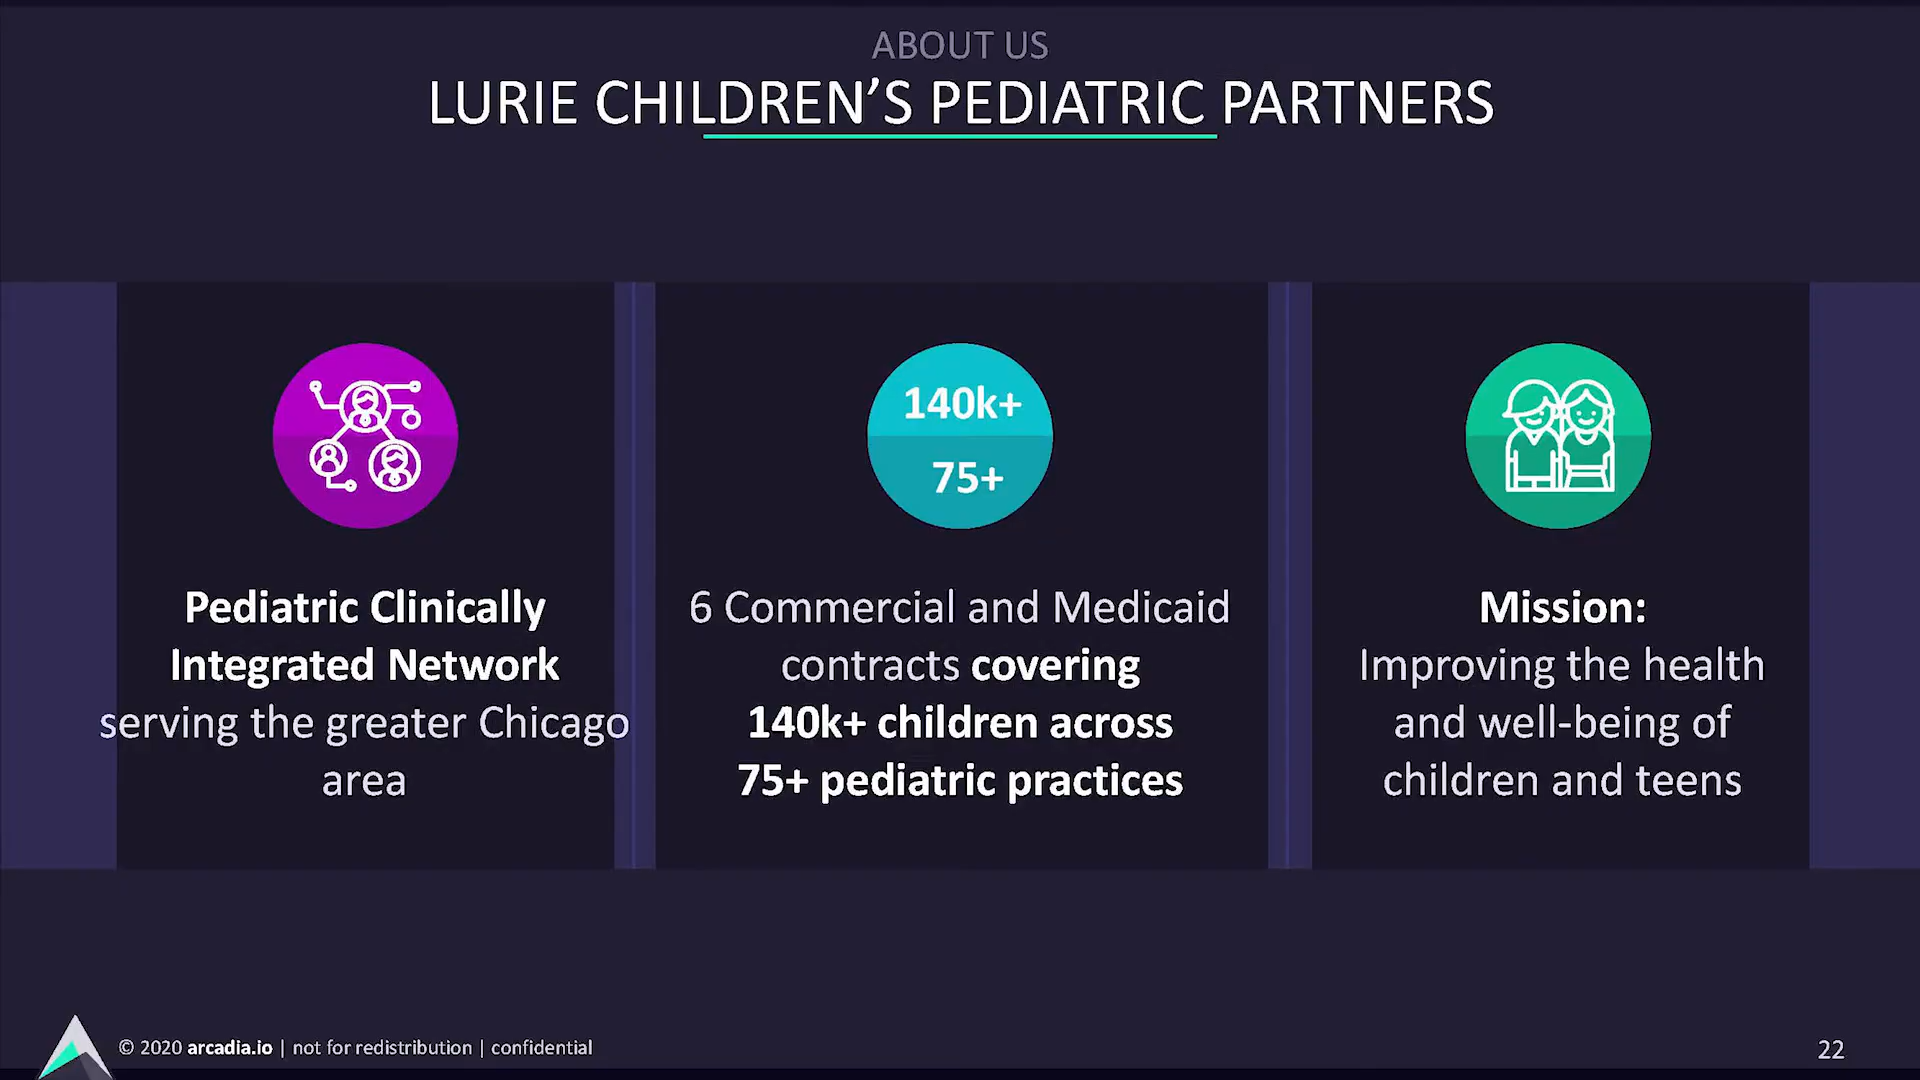 ABOUT US
LURIE CHILDREN'S PEDIATRIC PARTNERS
Pediatric Clinically
Integrated Network
serving the greater Chicago
area
140k+
75+
6 Commercial and Medicaid
contracts covering
140k+ children across
75+ pediatric practices
Mission:
Improving the health
and well-being of
children and teens
© 2020 arcadia.io | not for redistribution | confidential
22